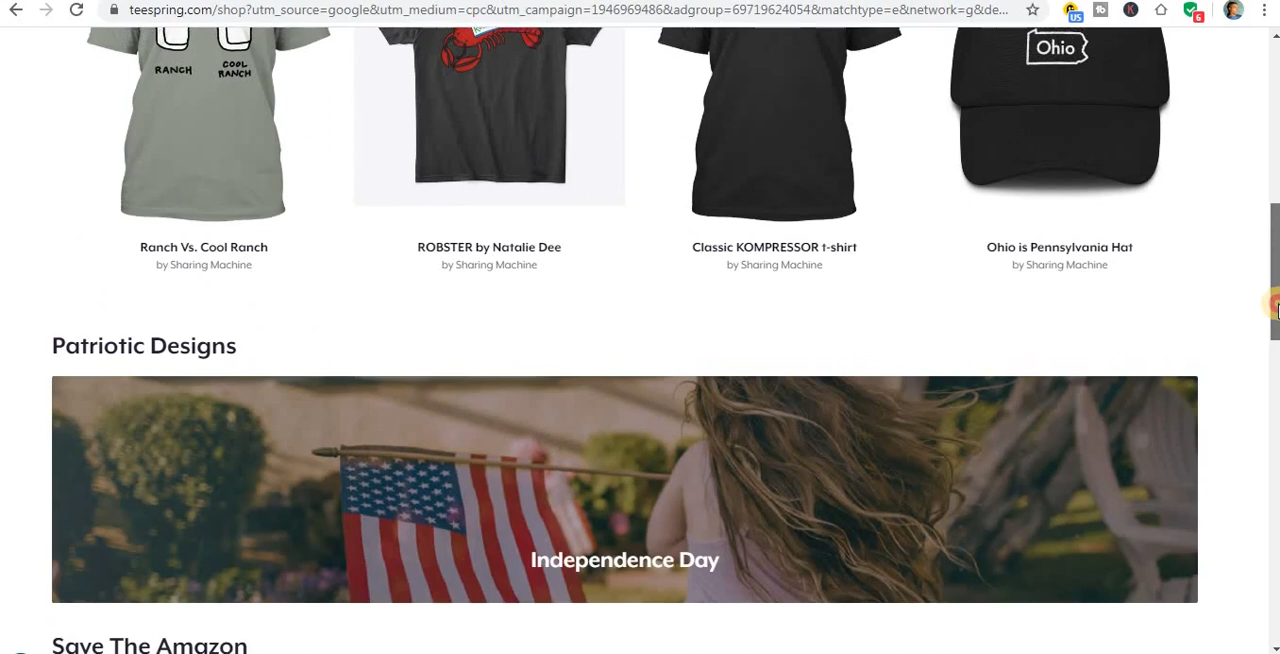 teespring.com/shop?utm_source=google&utm_medium=cpc&utm_campaign=1946969486&adgroup=69719624054&matchtype=e&network=g&de...
US
6
RANCH
COOL
RANCH
Ohio
Ranch Vs. Cool Ranch
by Sharing Machine
ROBSTER by Natalie Dee
by Sharing Machine
Classic KOMPRESSOR t-shirt
by Sharing Machine
Ohio is Pennsylvania Hat
by Sharing Machine
Patriotic Designs
Independence Day
Save The Amazon